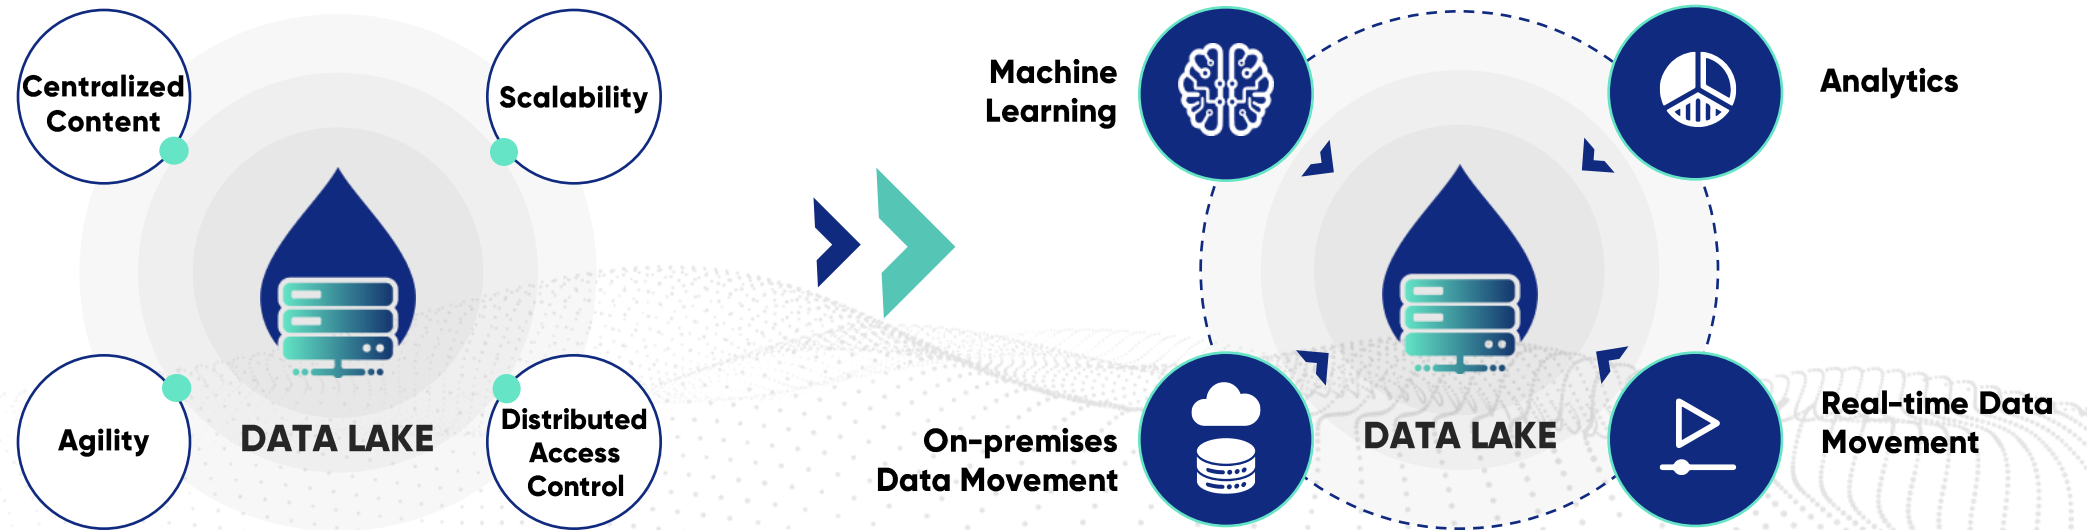 Centralized
Content
Scalability
Agility
Distributed
Access
Control
DATA LAKE
Machine
Learning
Analytics
On-premises
Data Movement
Real-time Data
Movement
DATA LAKE